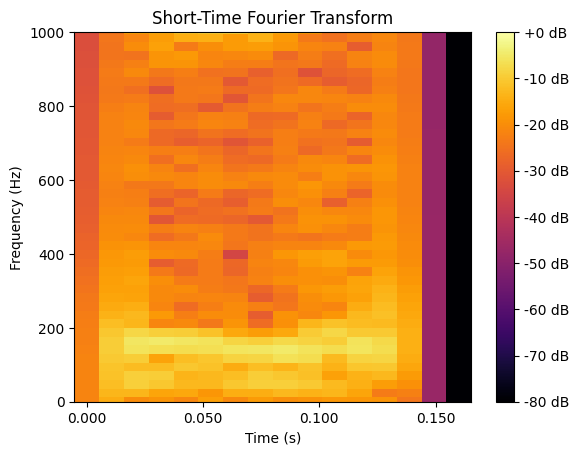 Short-Time Fourier Transform
Frequency (Hz)
1000
800
600
400
200
0
0.000
0.050
0.100
0.150
Time (s)
+0 dB
-10 dB
-20 dB
-30 dB
-40 dB
-50 dB
-60 dB
-70 dB
-80 dB